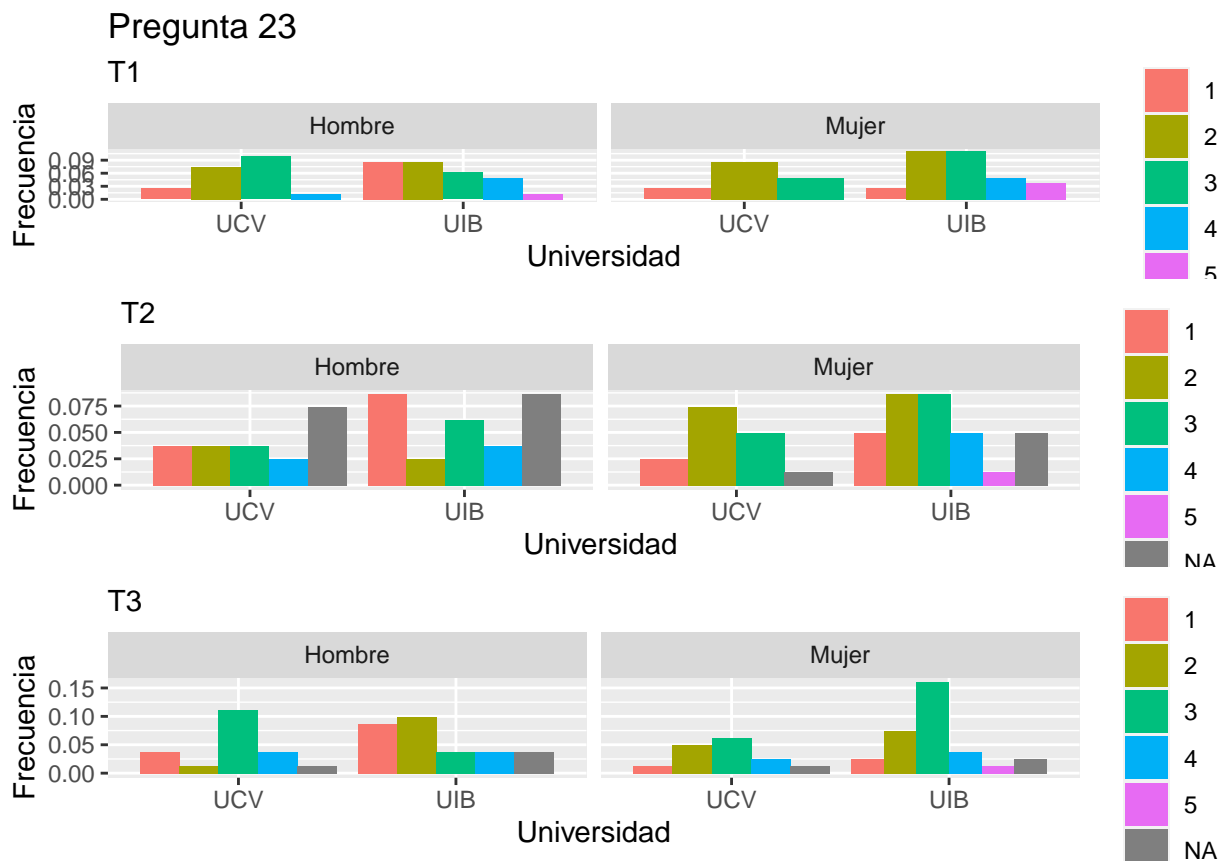 Pregunta 23
T1
Hombre
Mujer
Frecuencia
0.09
0.06
0.03
0.00
UCV
UIB
UCV
UIB
Universidad
1
2
3
4
5
T2
Hombre
Mujer
Frecuencia
0.075
0.050
0.025
0.000
UCV
UIB
UCV
UIB
Universidad
1
2
3
4
5
NA
T3
Hombre
Mujer
Frecuencia
0.15
0.10
0.05
0.00
UCV
UIB
UCV
UIB
Universidad
1
2
3
4
5
NA